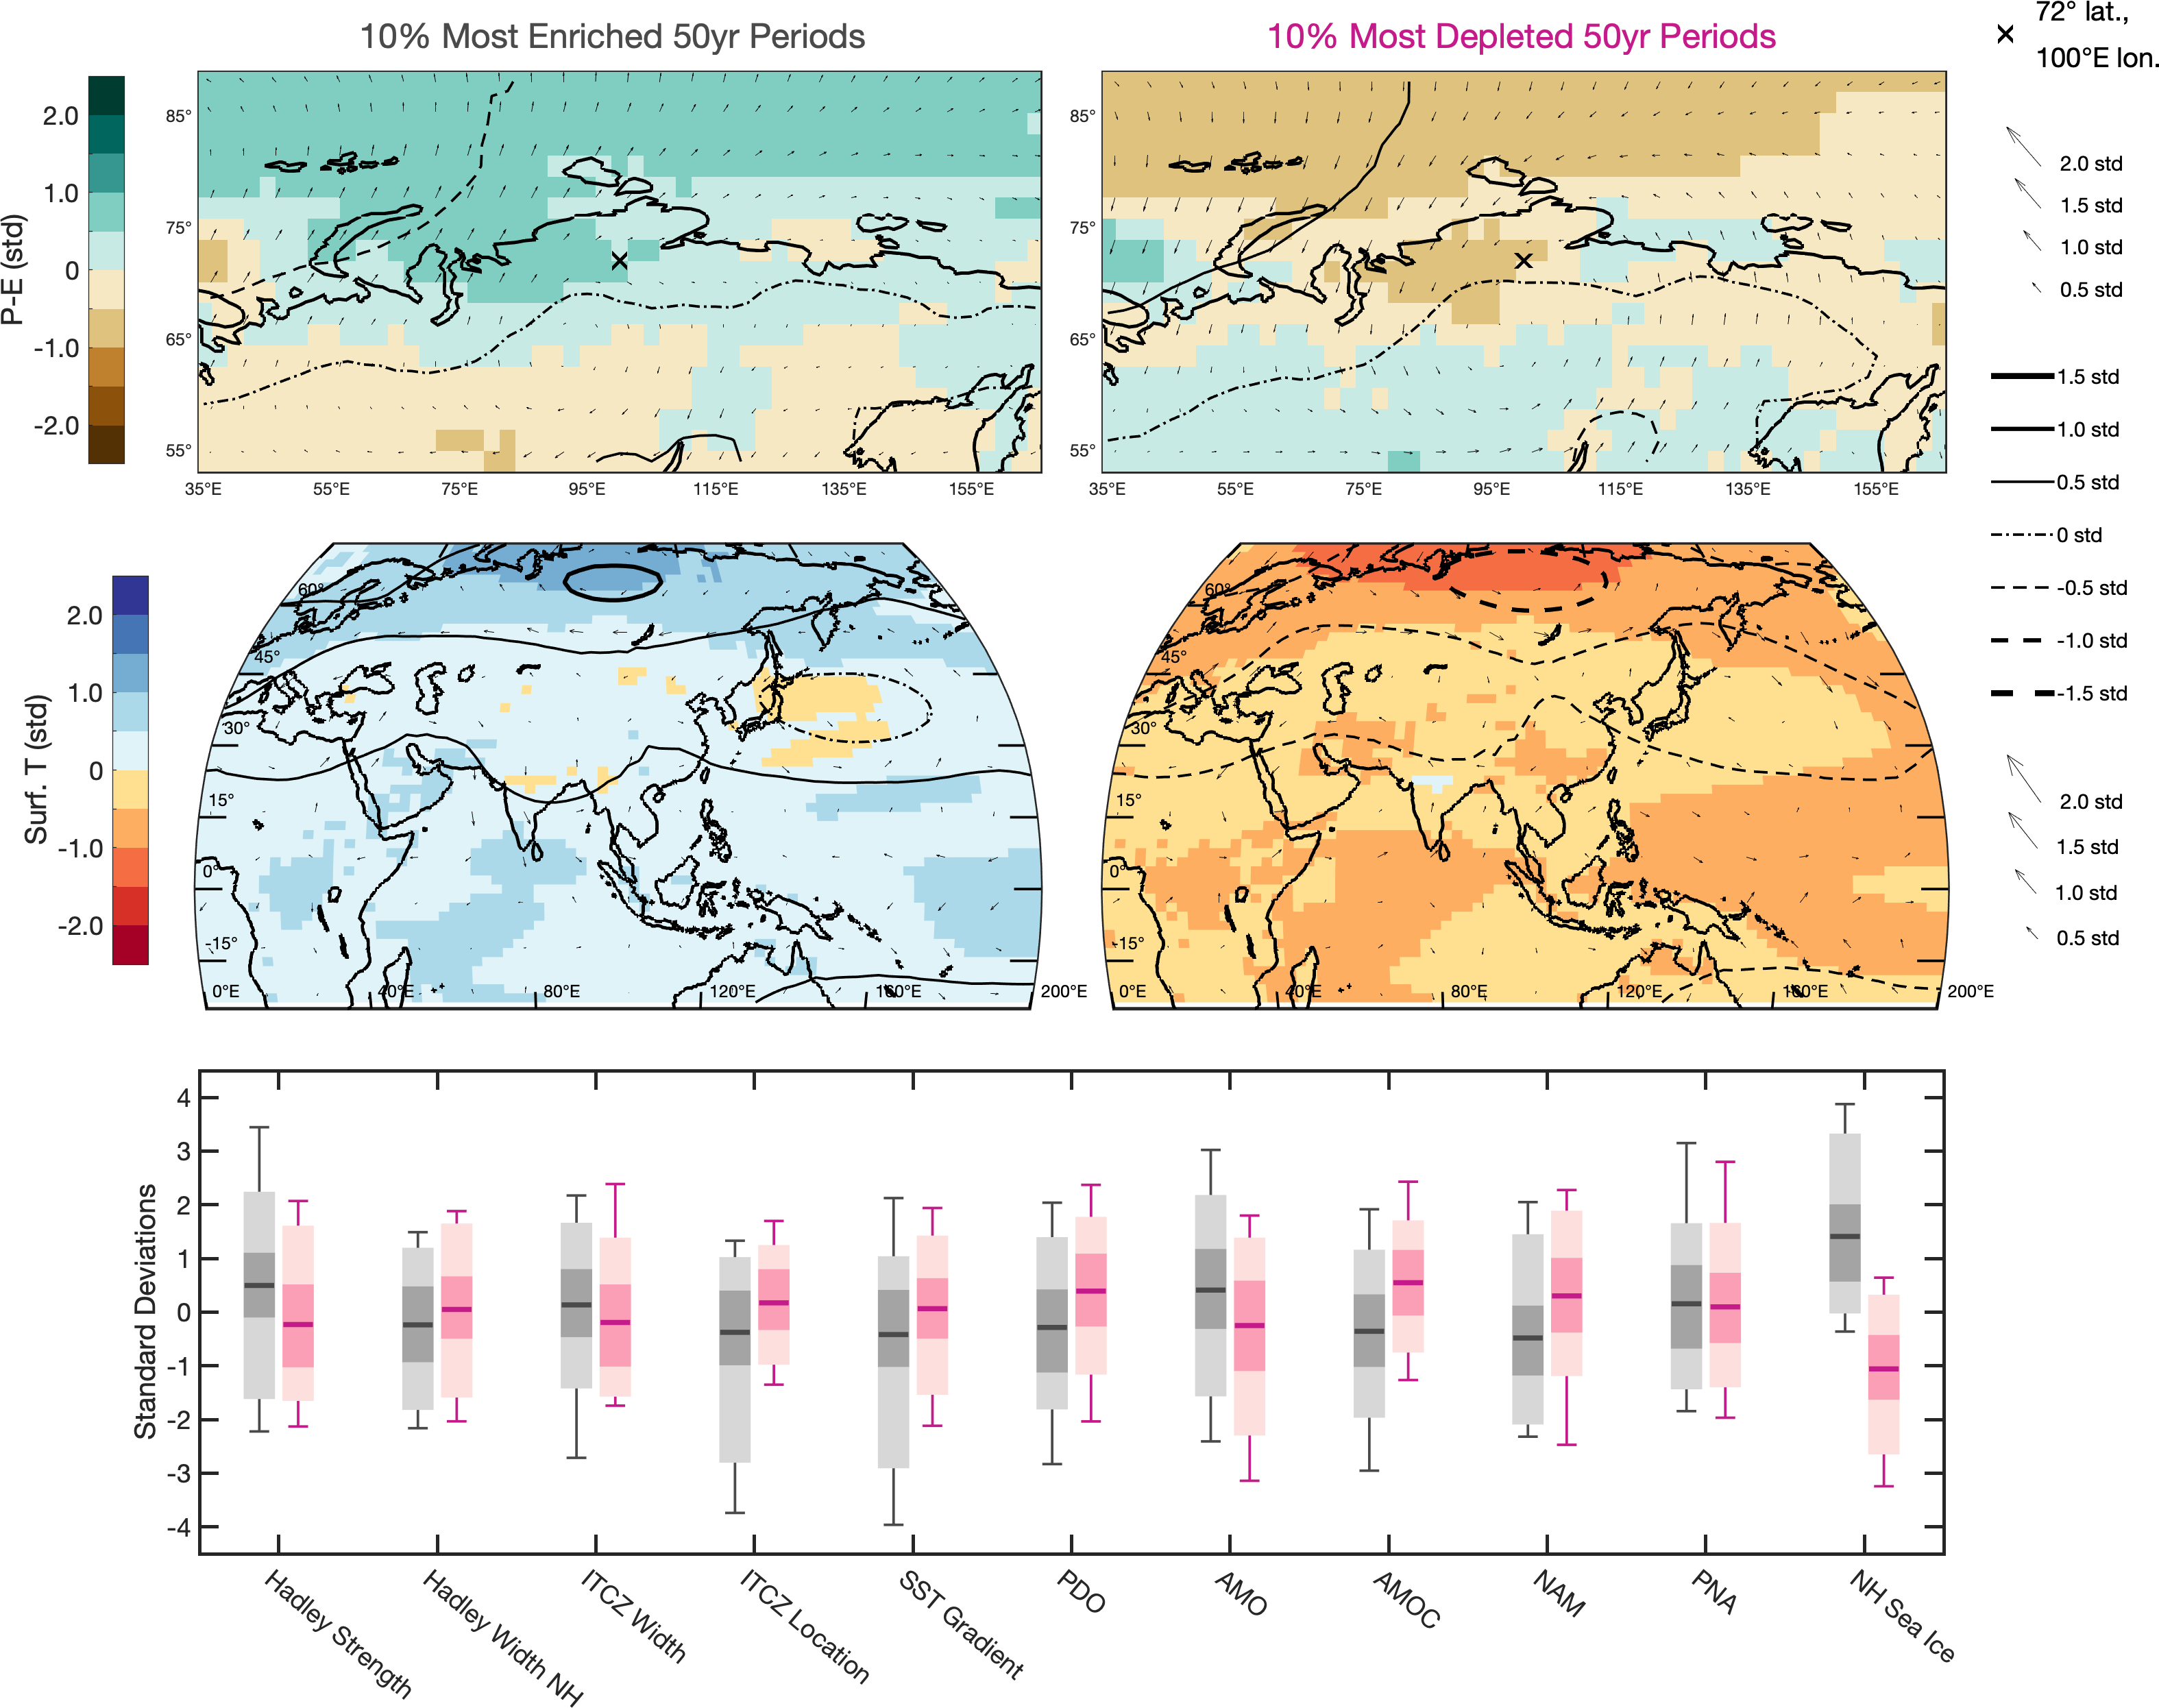 10% Most Enriched 50yr Periods
10% Most Depleted 50yr Periods
72° lat.,
100°E lon.
P-E (std)
2.0
1.0
0
-1.0
-2.0
85°
75°
65°
55°
35°E 55°E 75°E 95°E 115°E 135°E 155°E
85°
75°
65°
55°
35°E 55°E 75°E 95°E 115°E 135°E 155°E
2.0 std
1.5 std
1.0 std
0.5 std
1.5 std
1.0 std
0.5 std
0 std
-0.5 std
-1.0 std
-1.5 std
Surf. T (std)
2.0
1.0
0
-1.0
-2.0
60°
45°
30°
15°
0°
-15°
0°E 40°E 80°E 120°E 160°E 200°E
60°
45°
30°
15°
0°
-15°
0°E 40°E 80°E 120°E 160°E 200°E
2.0 std
1.5 std
1.0 std
0.5 std
Standard Deviations
4
3
2
1
0
-1
-2
-3
-4
Hadley Strength
Hadley Width NH
ITCZ Width
ITCZ Location
SST Gradient
PDO
AMO
AMOC
NAM
PNA
NH Sea Ice